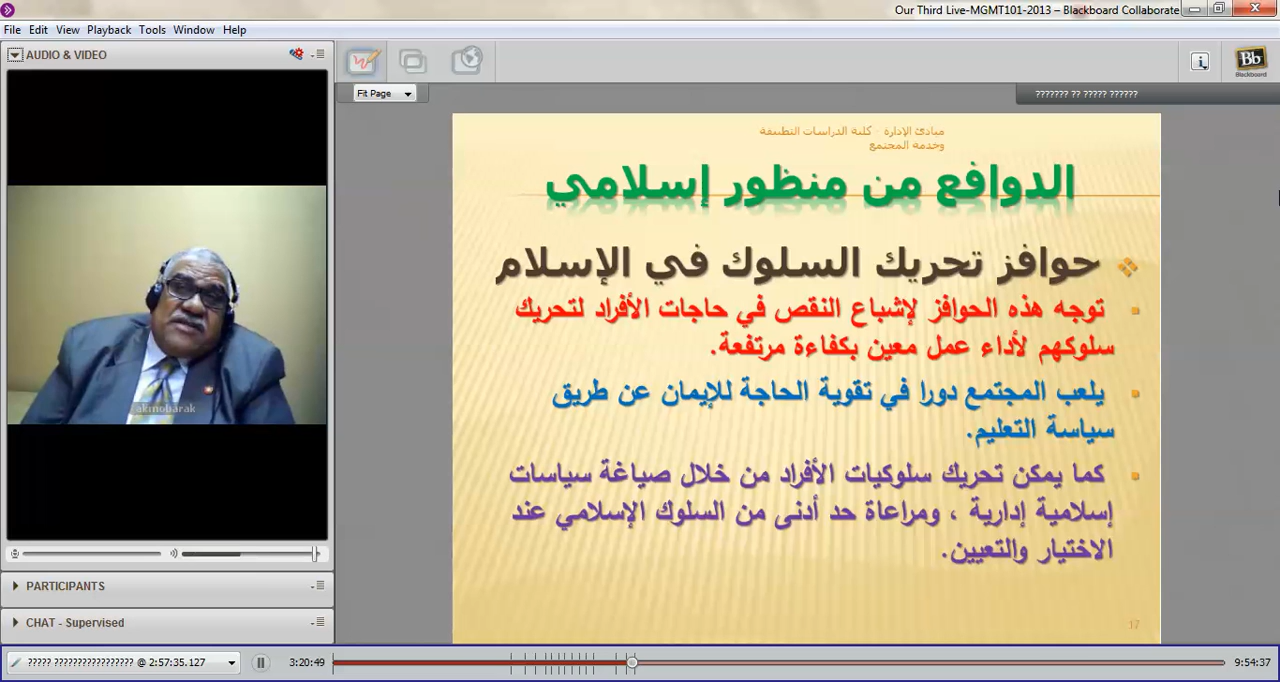 Our Third Live-MGMT101-2013 – Blackboard Collaborate
File Edit View Playback Tools Window Help
AUDIO & VIDEO
Fit Page
??????? ?? ????? ??????
Bb
Blackboard
مبادئ الإدارة - كلية الدراسات التطبيقية
وخدمة المجتمع
الدوافع من منظور إسلامي
حوافز تحريك السلوك في الإسلام
توجه هذه الحوافز لإشباع النقص في حاجات الأفراد لتحريك
سلوكهم لأداء عمل معين بكفاءة مرتفعة.
يلعب المجتمع دورا في تقوية الحاجة للإيمان عن طريق
سياسة التعليم.
كما يمكن تحريك سلوكيات الأفراد من خلال صياغة سياسات
إسلامية إدارية ، ومراعاة حد أدنى من السلوك الإسلامي عند
الاختيار والتعيين.
17
akmobarak
PARTICIPANTS
CHAT - Supervised
????? ????????????????? @ 2:57:35.127
3:20:49
9:54:37